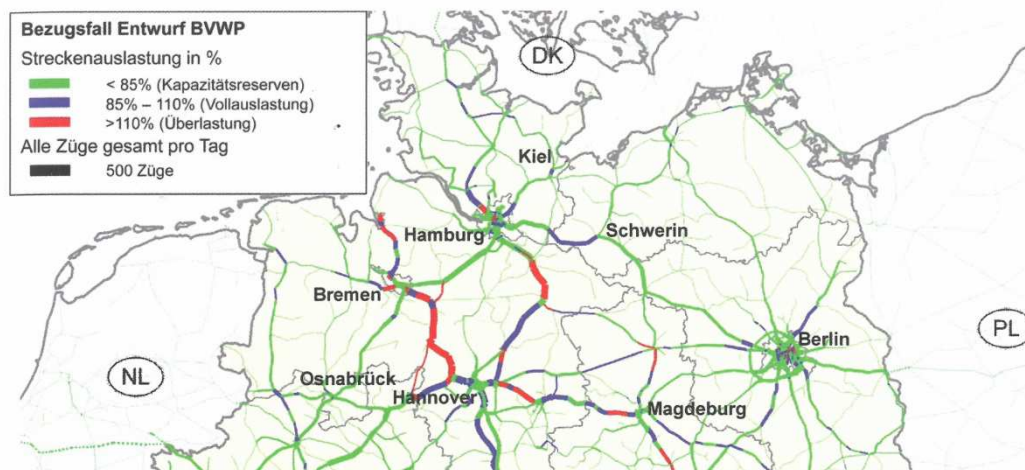 Bezugsfall Entwurf BVWP
Streckenauslastung in %
< 85% (Kapazitätsreserven)
85% – 110% (Vollauslastung)
>110% (Überlastung)
Alle Züge gesamt pro Tag
500 Züge
DK
Kiel
Hamburg
Schwerin
Bremen
Berlin
PL
NL
Osnabrück
Hannover
Magdeburg